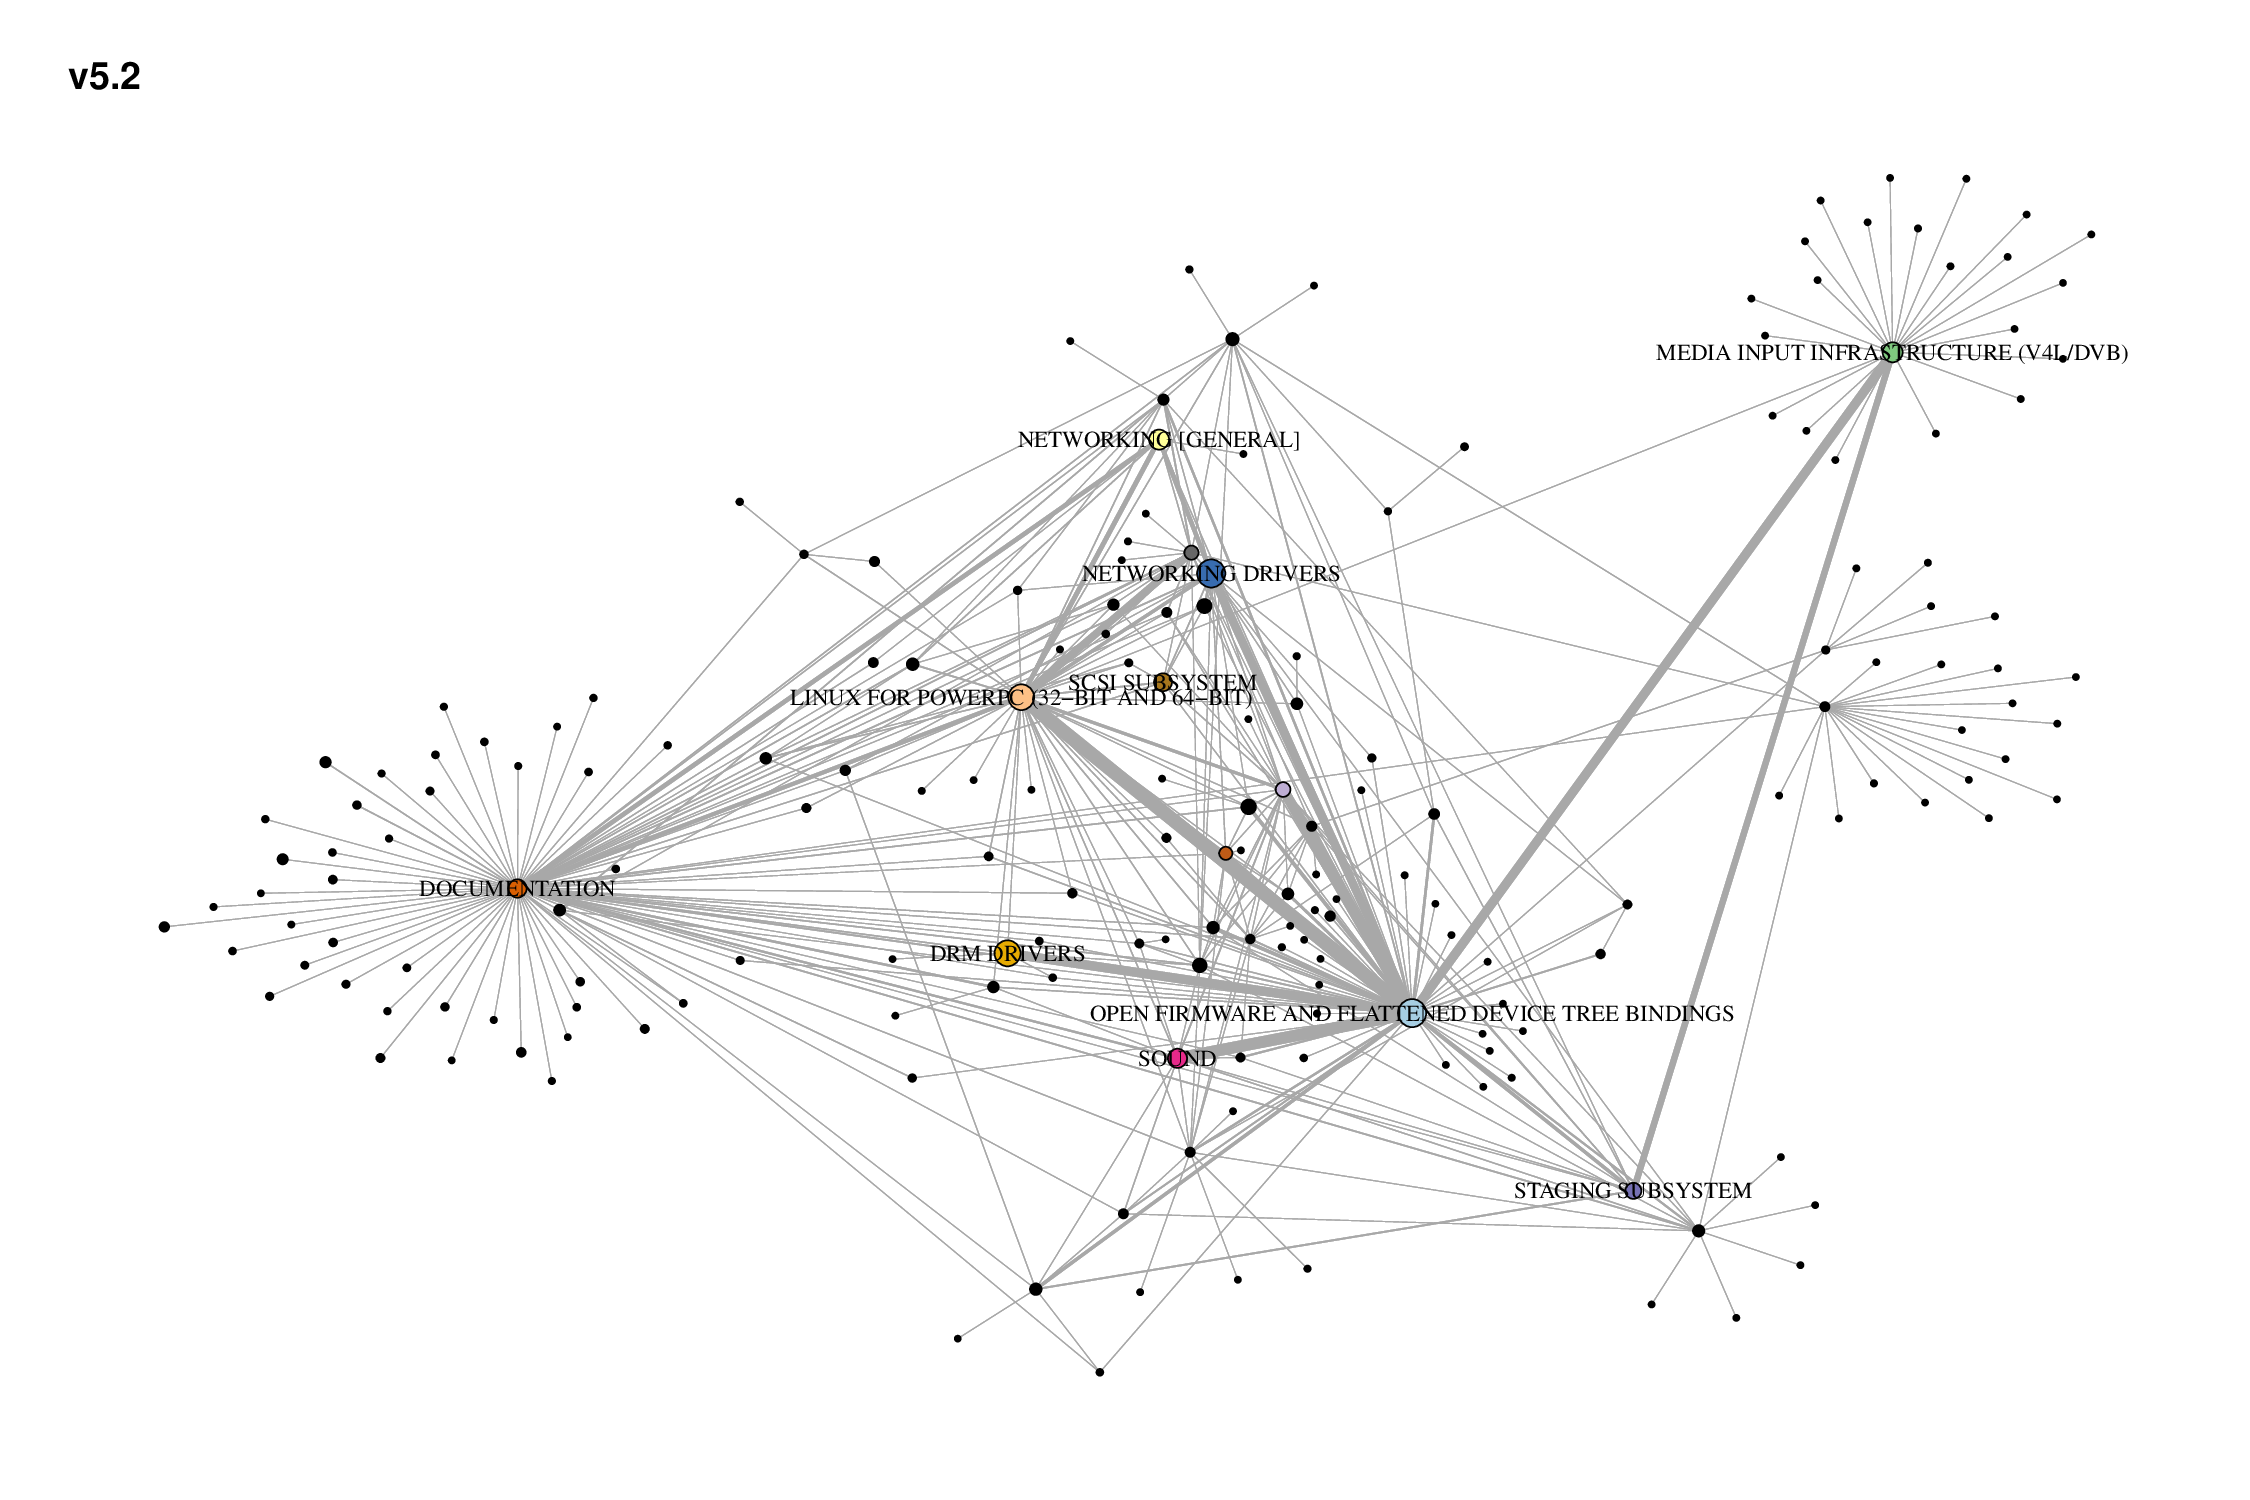 v5.2
MEDIA INPUT INFRASTRUCTURE (V4L/DVB)
NETWORKING [GENERAL]
NETWORKING DRIVERS
SCSI SUBSYSTEM
LINUX FOR POWERPC (32−BIT AND 64−BIT)
DOCUMENTATION
DRM DRIVERS
OPEN FIRMWARE AND FLATTENED DEVICE TREE BINDINGS
SOUND
STAGING SUBSYSTEM